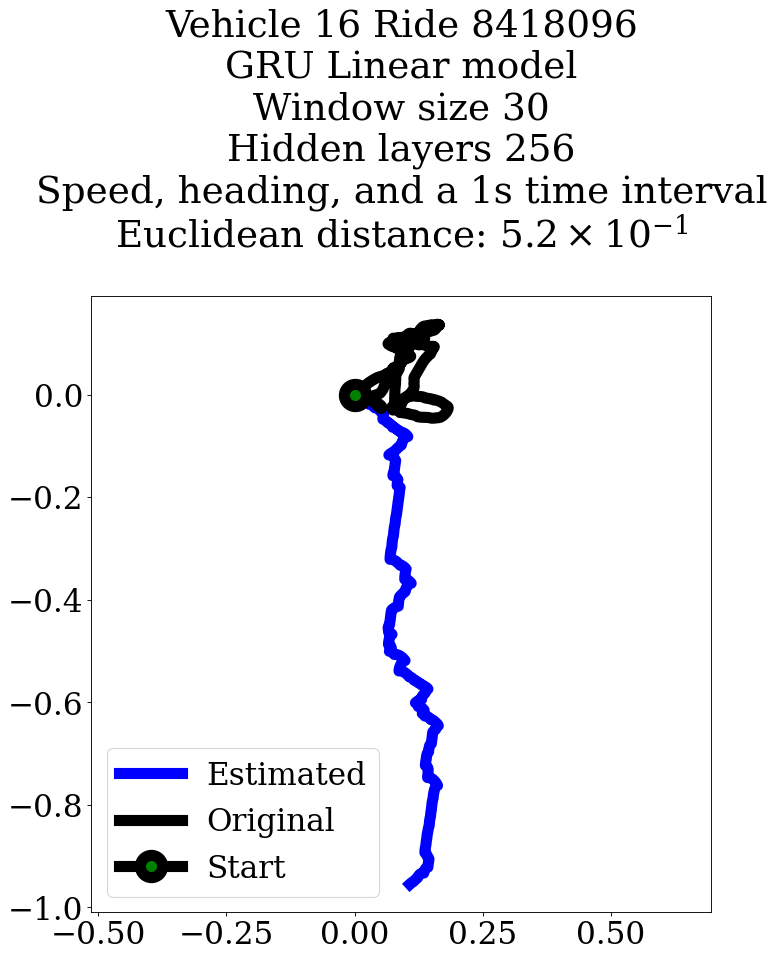 Vehicle 16 Ride 8418096
GRU Linear model
Window size 30
Hidden layers 256
Speed, heading, and a 1s time interval
Euclidean distance: 5.2 × 10⁻¹
0.0
−0.2
−0.4
−0.6
−0.8
−1.0
Estimated
Original
Start
−0.50 −0.25 0.00 0.25 0.50